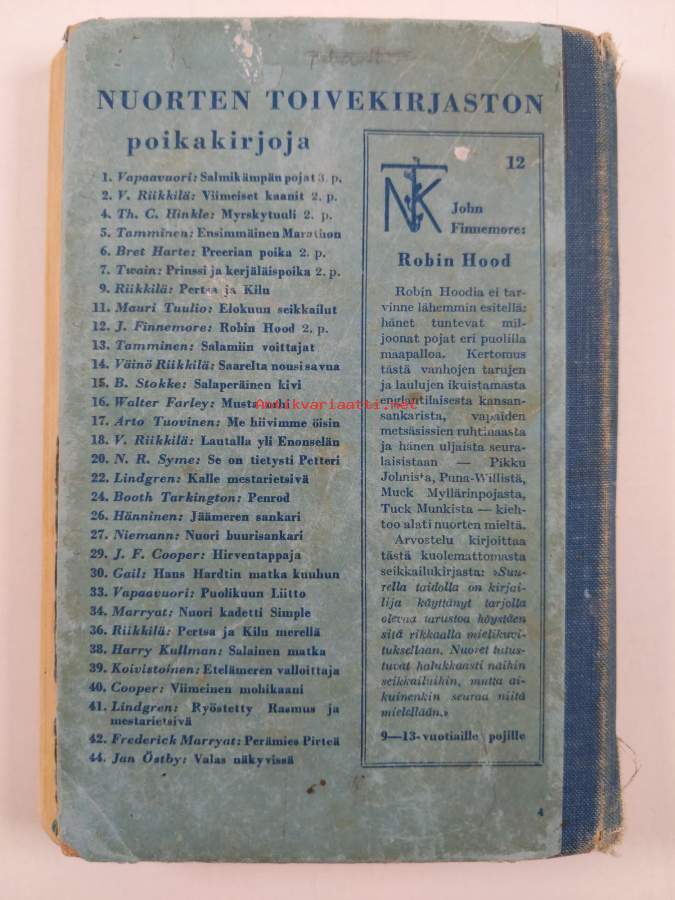 NUORTEN TOIVEKIRJASTON
poikakirjoja
1. Vapaavuori: Salmikämpän pojat 3. p.
2. V. Riikkilä: Viimeiset kaanit 2. p.
4. Th. C. Hinkle: Myrskytuuli 2. p.
5. Tamminen: Ensimmäinen Marathon
6. Bret Harte: Preerian poika 2. p.
7. Twain: Prinssi ja kerjäläispoika 2. p.
9. Riikkilä: Pertsa ja Kilu
11. Mauri Tuulio: Elokuun seikkailut
12. J. Finnemore: Robin Hood 2. p.
13. Tamminen: Salamiin voittajat
14. Väinö Riikkilä: Saarelta nousi savua
15. B. Stokke: Salaperäinen kivi
16. Walter Farley: Musta ori
17. Arto Tuovinen: Me hiivimme öisin
18. V. Riikkilä: Lautalla yli Enonselän
20. N. R. Syme: Se on tietysti Petteri
22. Lindgren: Kalle mestarietsivä
24. Booth Tarkington: Penrod
26. Hänninen: Jäämeren sankari
27. Niemann: Nuori buurisankari
29. J. F. Cooper: Hirventappaja
30. Gail: Hans Hardtin matka kuuhun
33. Vapaavuori: Puolikuun Liitto
34. Marryat: Nuori kadetti Simple
36. Riikkilä: Pertsa ja Kilu merellä
38. Harry Kullman: Salainen matka
39. Koivistoinen: Etelämeren valloittaja
40. Cooper: Viimeinen mohikaani
41. Lindgren: Ryöstetty Rasmus ja
mestarietsivä
42. Frederick Marryat: Perämies Pirteä
44. Jan Östby: Valas näkyvissä
12
NTK
John
Finnemore:
Robin Hood
Robin Hoodia ei tar-
vinne lähemmin esitellä:
hänet tuntevat mil-
joonat pojat eri puolilla
maapalloa. Kertomus
tästä vanhojen tarujen
ja laulujen ikuistamasta
englantilaisesta kansan-
sankarista, vapaiden
metsäsissien ruhtinaasta
ja hänen uljaista seura-
laisistaan — Pikku
Johnista, Puna-Willistä,
Muck Myllärinpojasta,
Tuck Munkista — kieh-
too alati nuorten mieltä.
Arvostelu kirjoittaa
tästä kuolemattomasta
seikkailukirjasta: »Suu-
rella taidolla on kirjai-
lija käyttänyt tarjolla
olevaa tarustoa höystäen
sitä rikkaalla mielikuvi-
tuksellaan. Nuoret tutus-
tuvat halukkaasti näihin
seikkailuihin, mutta ai-
kuinenkin seuraa niitä
mielellään.»
9—13-vuotiaille pojille
4
Antikvariaatti.net